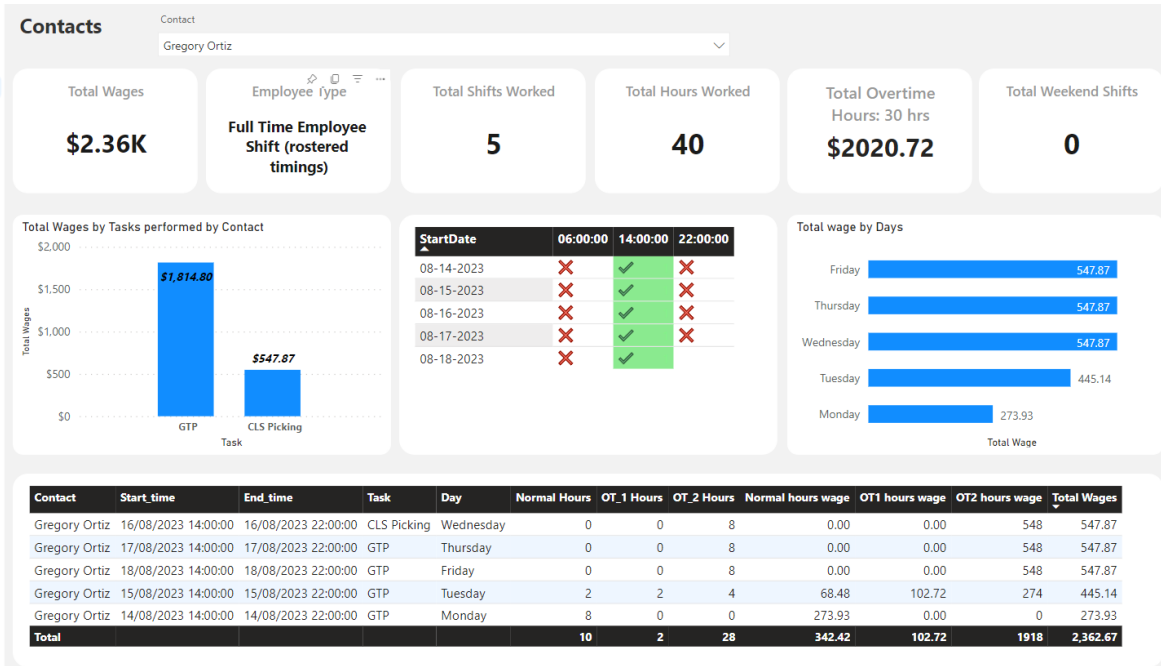 Contacts
Contact
Gregory Ortiz
Total Wages
$2.36K
Employee Type
Full Time Employee
Shift (rostered
timings)
Total Shifts Worked
5
Total Hours Worked
40
Total Overtime
Hours: 30 hrs
$2020.72
Total Weekend Shifts
0
Total Wages by Tasks performed by Contact
Total Wages
$2,000
$1,500
$1,000
$500
$0
$1,814.80
$547.87
GTP CLS Picking
Task
StartDate 06:00:00 14:00:00 22:00:00
08-14-2023
08-15-2023
08-16-2023
08-17-2023
08-18-2023
Total wage by Days
Friday 547.87
Thursday 547.87
Wednesday 547.87
Tuesday 445.14
Monday 273.93
Total Wage
Contact Start_time End_time Task Day Normal Hours OT_1 Hours OT_2 Hours Normal hours wage OT1 hours wage OT2 hours wage Total Wages
Gregory Ortiz 16/08/2023 14:00:00 16/08/2023 22:00:00 CLS Picking Wednesday 0 0 8 0.00 0.00 548 547.87
Gregory Ortiz 17/08/2023 14:00:00 17/08/2023 22:00:00 GTP Thursday 0 0 8 0.00 0.00 548 547.87
Gregory Ortiz 18/08/2023 14:00:00 18/08/2023 22:00:00 GTP Friday 0 0 8 0.00 0.00 548 547.87
Gregory Ortiz 15/08/2023 14:00:00 15/08/2023 22:00:00 GTP Tuesday 2 2 4 68.48 102.72 274 445.14
Gregory Ortiz 14/08/2023 14:00:00 14/08/2023 22:00:00 GTP Monday 8 0 0 273.93 0.00 0 273.93
Total 10 2 28 342.42 102.72 1918 2,362.67